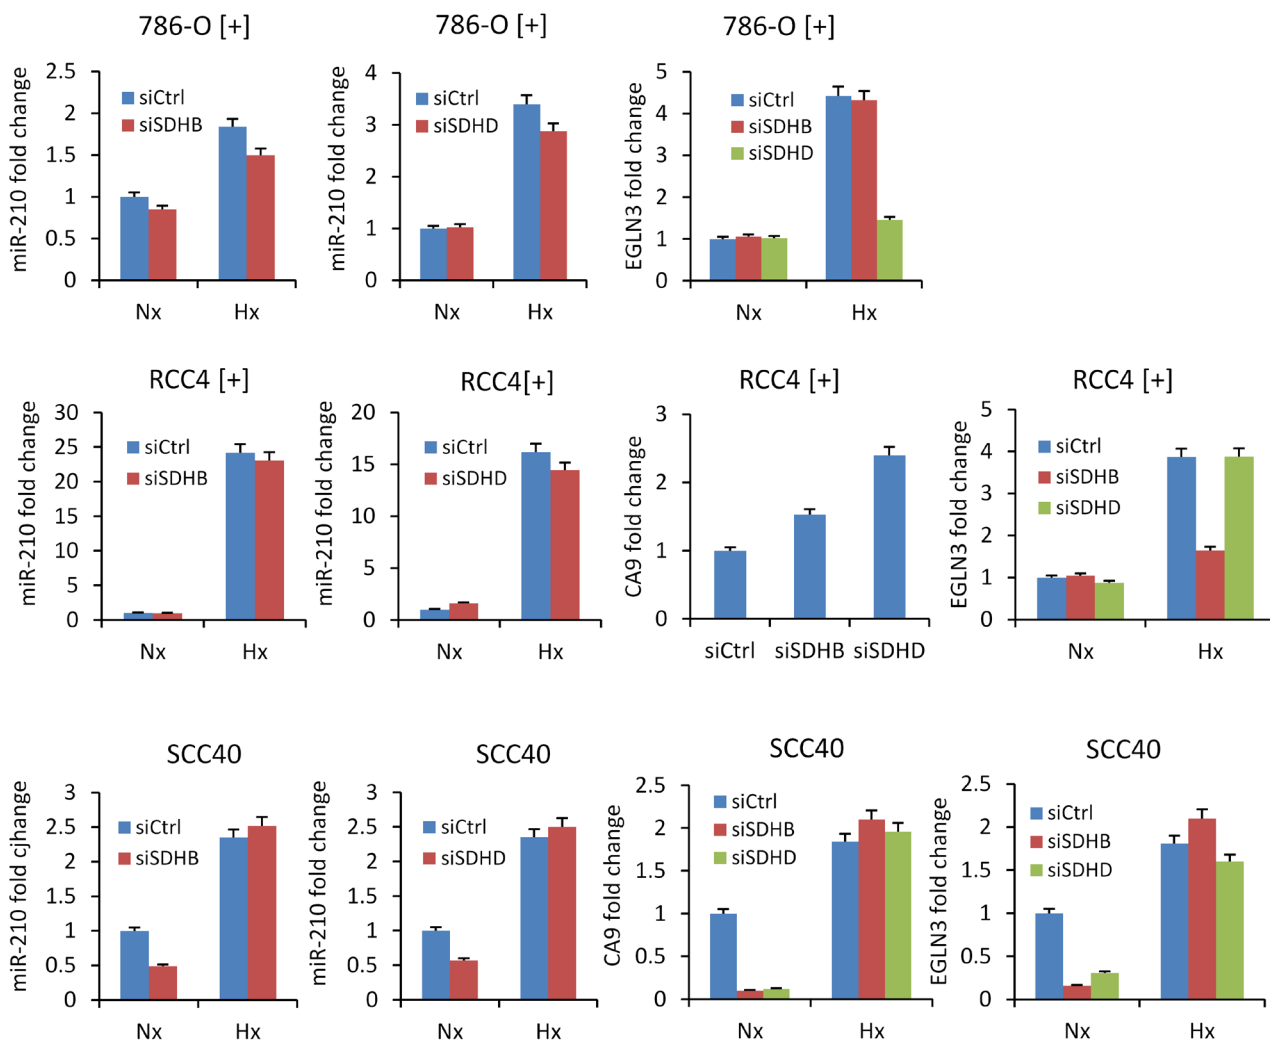 786-O [+]
miR-210 fold change
2.5
2
1.5
1
0.5
0
siCtrl
siSDHB
Nx
Hx
786-O [+]
miR-210 fold change
4
3
2
1
0
siCtrl
siSDHD
Nx
Hx
786-O [+]
EGLN3 fold change
5
4
3
2
1
0
siCtrl
siSDHB
siSDHD
Nx
Hx
RCC4 [+]
miR-210 fold change
30
25
20
15
10
5
0
siCtrl
siSDHB
Nx
Hx
RCC4[+]
miR-210 fold change
20
15
10
5
0
siCtrl
siSDHD
Nx
Hx
RCC4 [+]
CA9 fold change
3
2
1
0
siCtrl
siSDHB
siSDHD
RCC4 [+]
EGLN3 fold change
5
4
3
2
1
0
siCtrl
siSDHB
siSDHD
Nx
Hx
SCC40
miR-210 fold cjhange
3
2.5
2
1.5
1
0.5
0
siCtrl
siSDHB
Nx
Hx
SCC40
miR-210 fold change
3
2.5
2
1.5
1
0.5
0
siCtrl
siSDHD
Nx
Hx
SCC40
CA9 fold change
2.5
2
1.5
1
0.5
0
siCtrl
siSDHB
siSDHD
Nx
Hx
SCC40
EGLN3 fold change
2.5
2
1.5
1
0.5
0
siCtrl
siSDHB
siSDHD
Nx
Hx